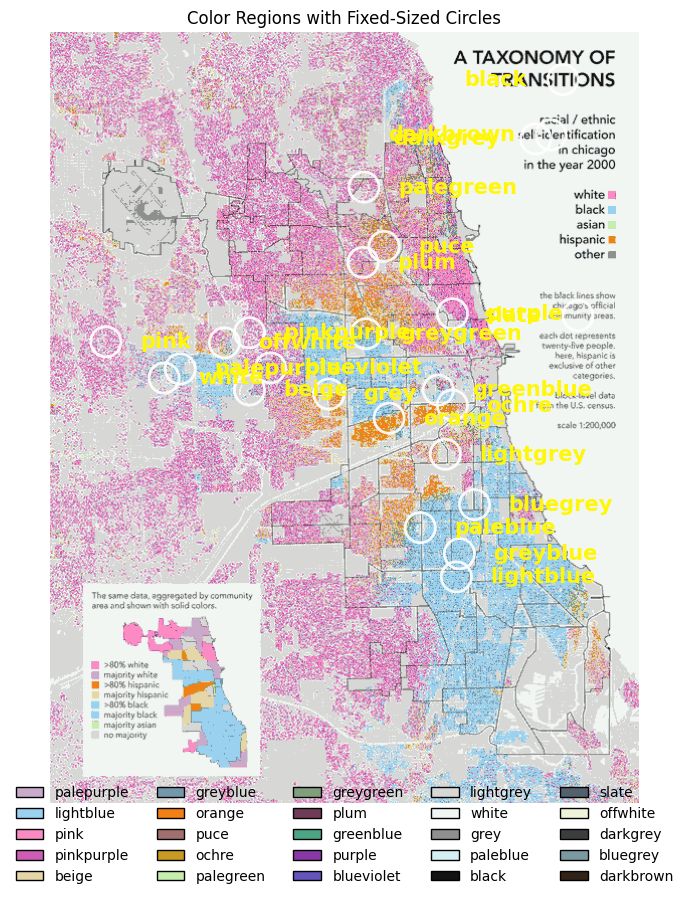 Color Regions with Fixed-Sized Circles
A TAXONOMY OF
TRANSITIONS
black
racial / ethnic
self-identification
in chicago
in the year 2000
darkbrown
darkgrey
palegreen
white
black
asian
hispanic
other
puce
plum
the black lines show
chicago's official
community areas.
purple
slate
each dot represents
twenty-five people.
here, hispanic is
exclusive of other
categories.
pink
offwhite
pinkpurple
greygreen
white
palepurple
blueviolet
beige
grey
greenblue
block-level data
from the U.S. census.
ochre
orange
scale 1:200,000
lightgrey
bluegrey
paleblue
greyblue
lightblue
The same data, aggregated by community
area and shown with solid colors.
>80% white
majority white
>80% hispanic
majority hispanic
>80% black
majority black
majority asian
no majority
palepurple greyblue greygreen lightgrey slate
lightblue orange plum white offwhite
pink puce greenblue grey darkgrey
pinkpurple ochre purple paleblue bluegrey
beige palegreen blueviolet black darkbrown